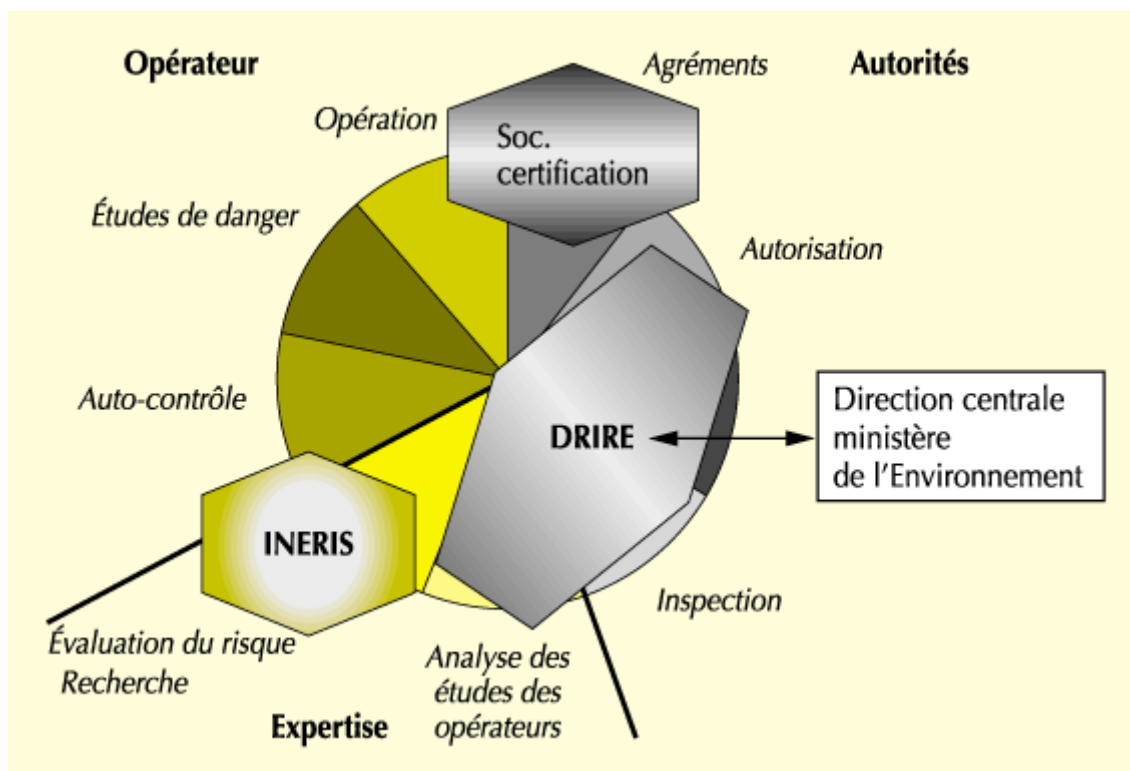 Opérateur
Agréments
Autorités
Opération
Soc.
certification
Études de danger
Autorisation
Auto-contrôle
DRIRE
Direction centrale
ministère
de l'Environnement
INERIS
Inspection
Évaluation du risque
Recherche
Analyse des
études des
opérateurs
Expertise